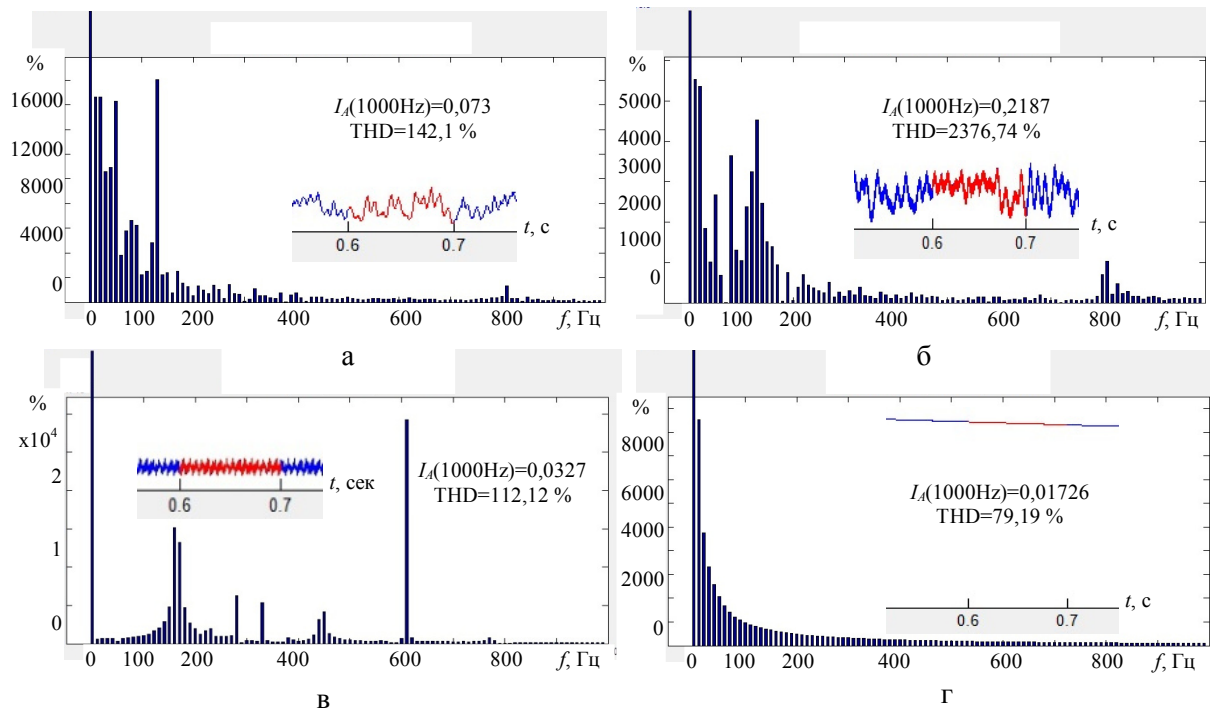 %
16000
12000
8000
4000
0
I_A(1000Hz)=0,073
THD=142,1 %
t, с
0.6 0.7
0 100 200 400 600 800 f, Гц
а
%
5000
4000
3000
2000
1000
0
I_A(1000Hz)=0,2187
THD=2376,74 %
t, с
0.6 0.7
0 100 200 400 600 800 f, Гц
б
%
x10⁴
2
1
0
t, сек
0.6 0.7
I_A(1000Hz)=0,0327
THD=112,12 %
0 100 200 400 600 800 f, Гц
в
%
8000
6000
4000
2000
0
I_A(1000Hz)=0,01726
THD=79,19 %
t, с
0.6 0.7
0 100 200 400 600 800 f, Гц
г